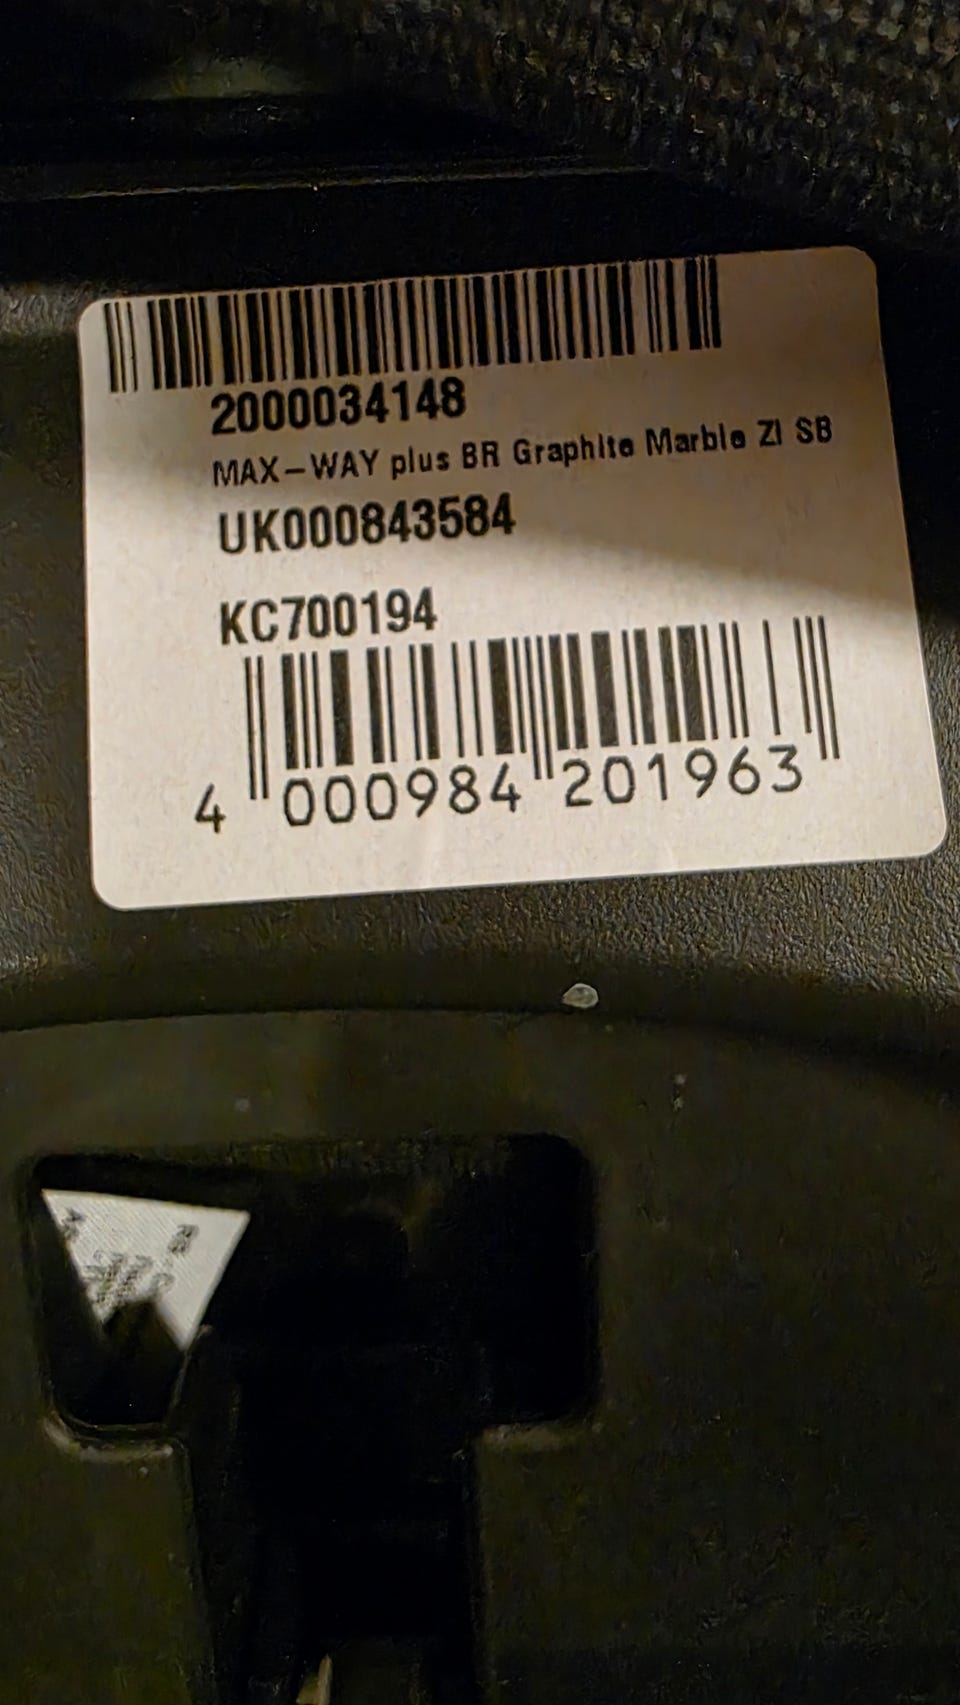 2000034148
MAX-WAY plus BR Graphite Marble ZI SB
UK000843584
KC700194
4 000984 201963